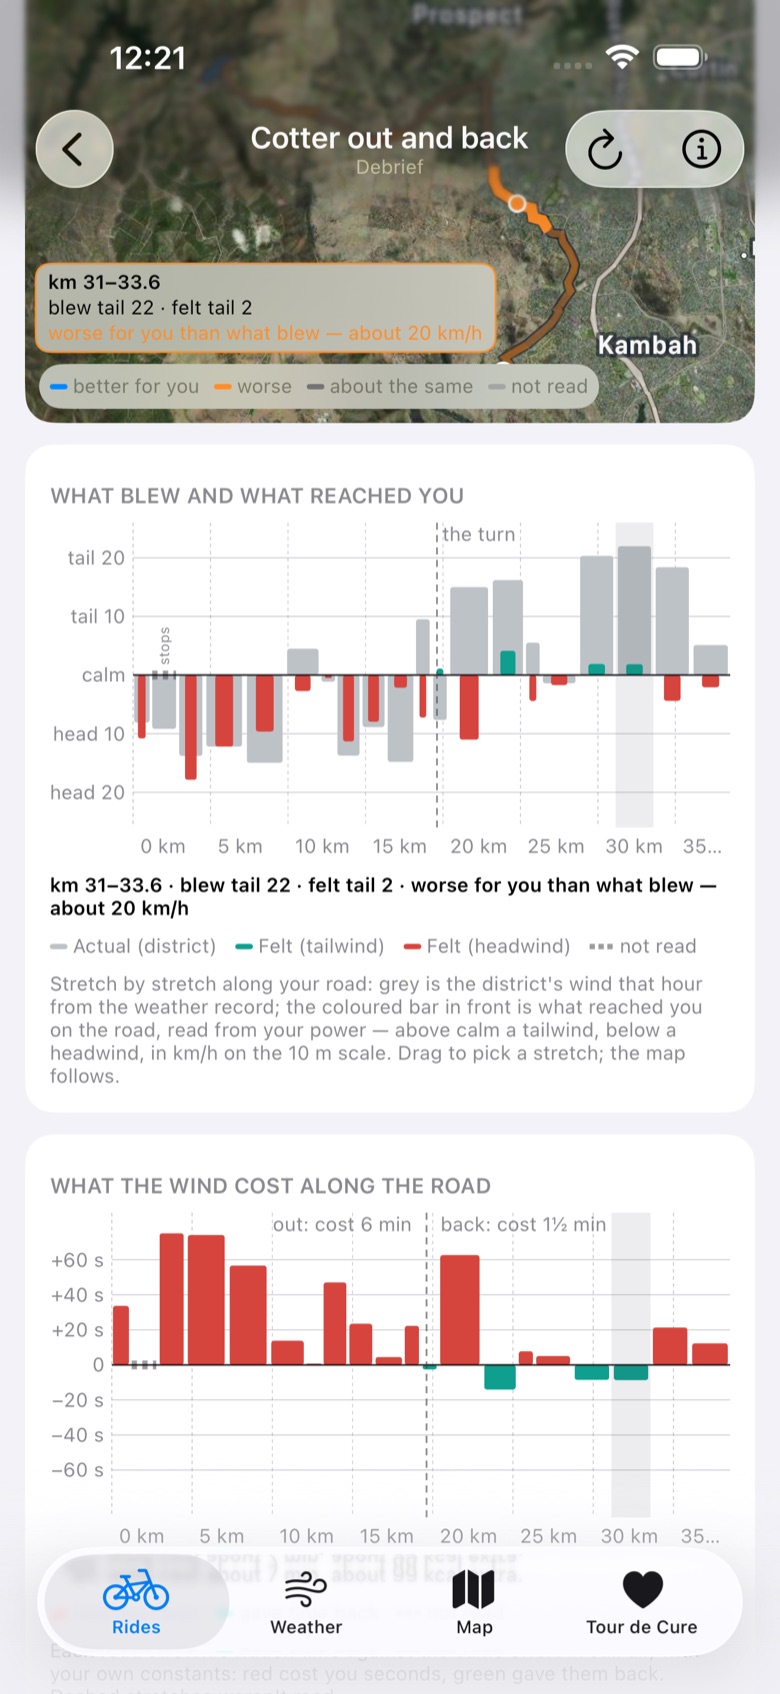 Prospect
12:21
Cotter out and back
Debrief
km 31–33.6
blew tail 22 · felt tail 2
worse for you than what blew — about 20 km/h
Kambah
better for you worse about the same not read
WHAT BLEW AND WHAT REACHED YOU
the turn
tail 20
tail 10
stops
calm
head 10
head 20
0 km 5 km 10 km 15 km 20 km 25 km 30 km 35...
km 31–33.6 · blew tail 22 · felt tail 2 · worse for you than what blew —
about 20 km/h
Actual (district) Felt (tailwind) Felt (headwind) not read
Stretch by stretch along your road: grey is the district's wind that hour
from the weather record; the coloured bar in front is what reached you
on the road, read from your power — above calm a tailwind, below a
headwind, in km/h on the 10 m scale. Drag to pick a stretch; the map
follows.
WHAT THE WIND COST ALONG THE ROAD
out: cost 6 min back: cost 1½ min
+60 s
+40 s
+20 s
0
−20 s
−40 s
−60 s
0 km 5 km 10 km 15 km 20 km 25 km 30 km 35...
Rides Weather Map Tour de Cure
your own constants: red cost you seconds, green gave them back.